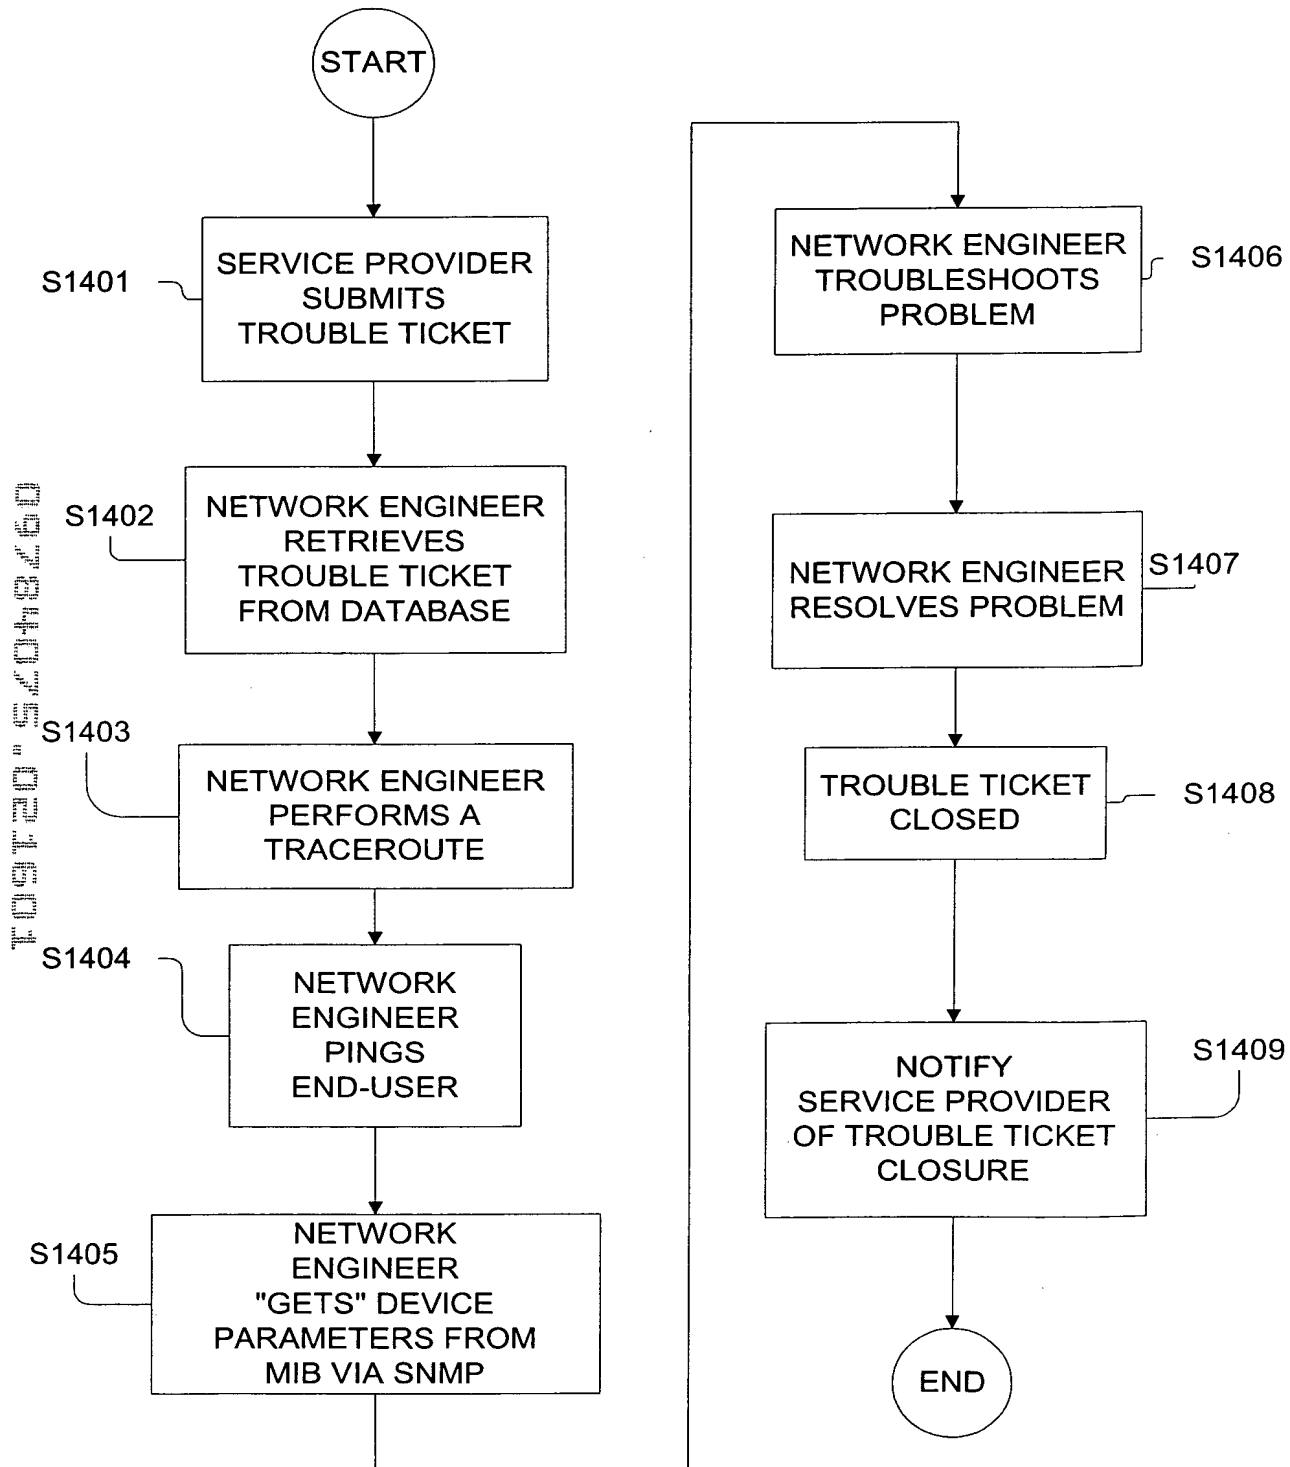 START
S1401
SERVICE PROVIDER
SUBMITS
TROUBLE TICKET
S1402
NETWORK ENGINEER
RETRIEVES
TROUBLE TICKET
FROM DATABASE
S1403
NETWORK ENGINEER
PERFORMS A
TRACEROUTE
S1404
NETWORK
ENGINEER
PINGS
END-USER
S1405
NETWORK
ENGINEER
"GETS" DEVICE
PARAMETERS FROM
MIB VIA SNMP
NETWORK ENGINEER
TROUBLESHOOTS
PROBLEM
S1406
NETWORK ENGINEER
RESOLVES PROBLEM
S1407
TROUBLE TICKET
CLOSED
S1408
NOTIFY
SERVICE PROVIDER
OF TROUBLE TICKET
CLOSURE
S1409
END
09784075.021601